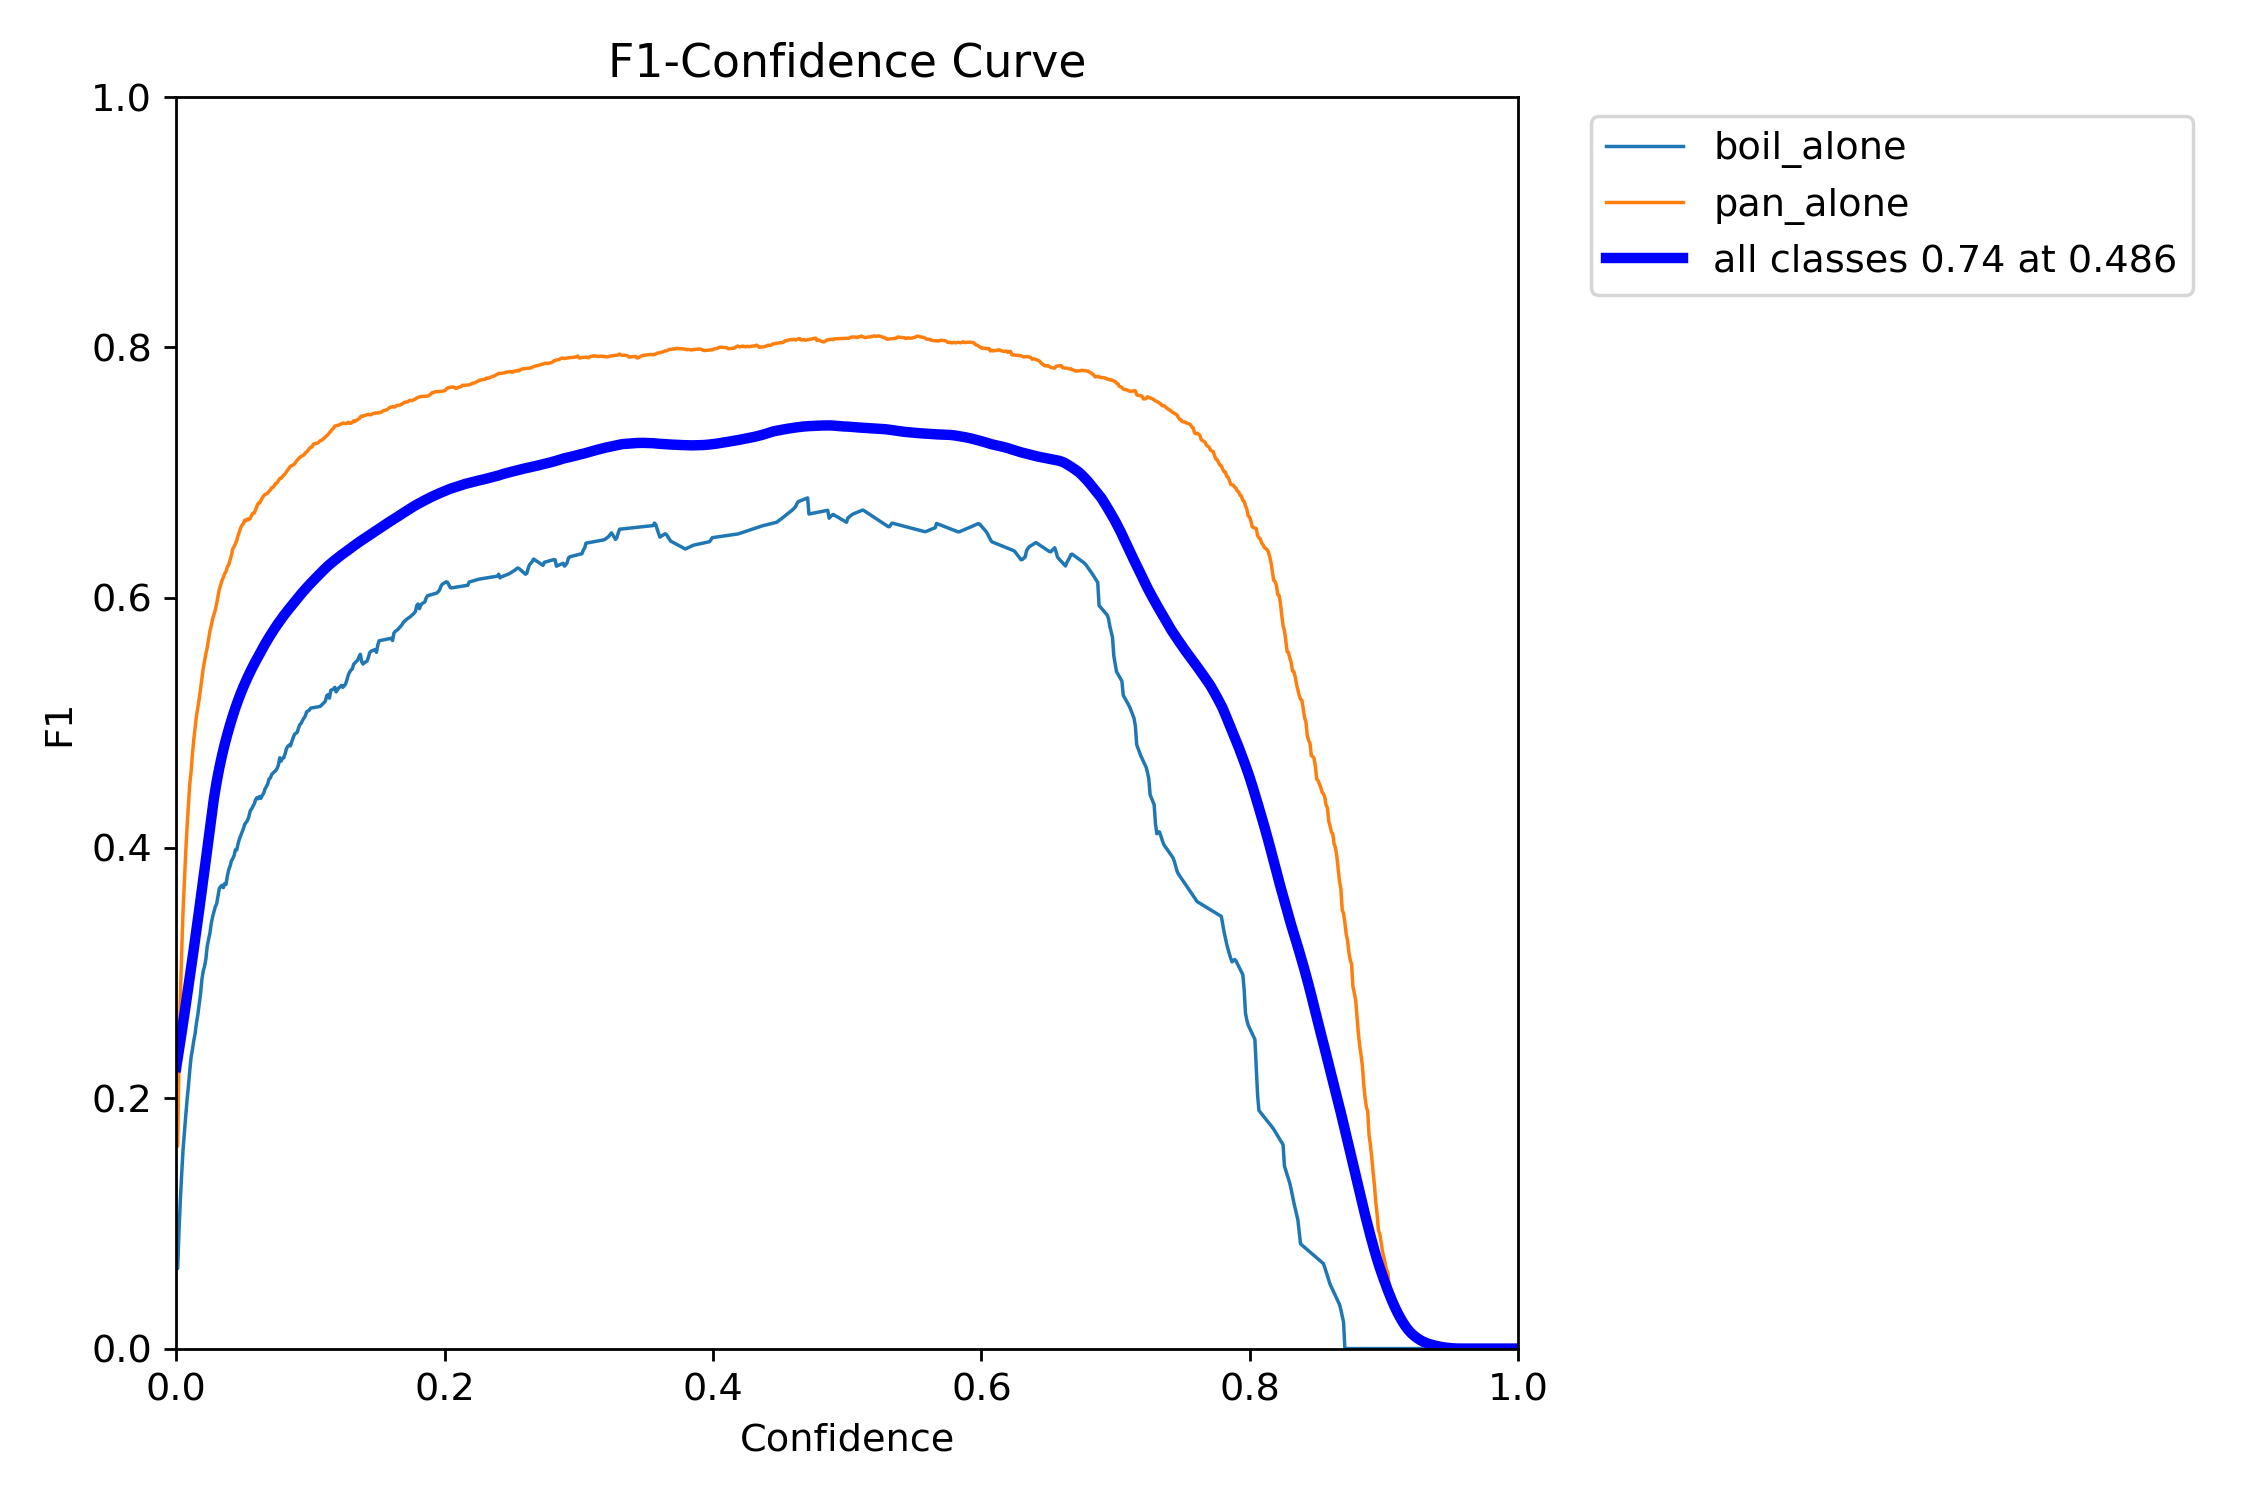 F1-Confidence Curve
boil_alone
pan_alone
all classes 0.74 at 0.486
F1
1.0
0.8
0.6
0.4
0.2
0.0
0.0 0.2 0.4 0.6 0.8 1.0
Confidence